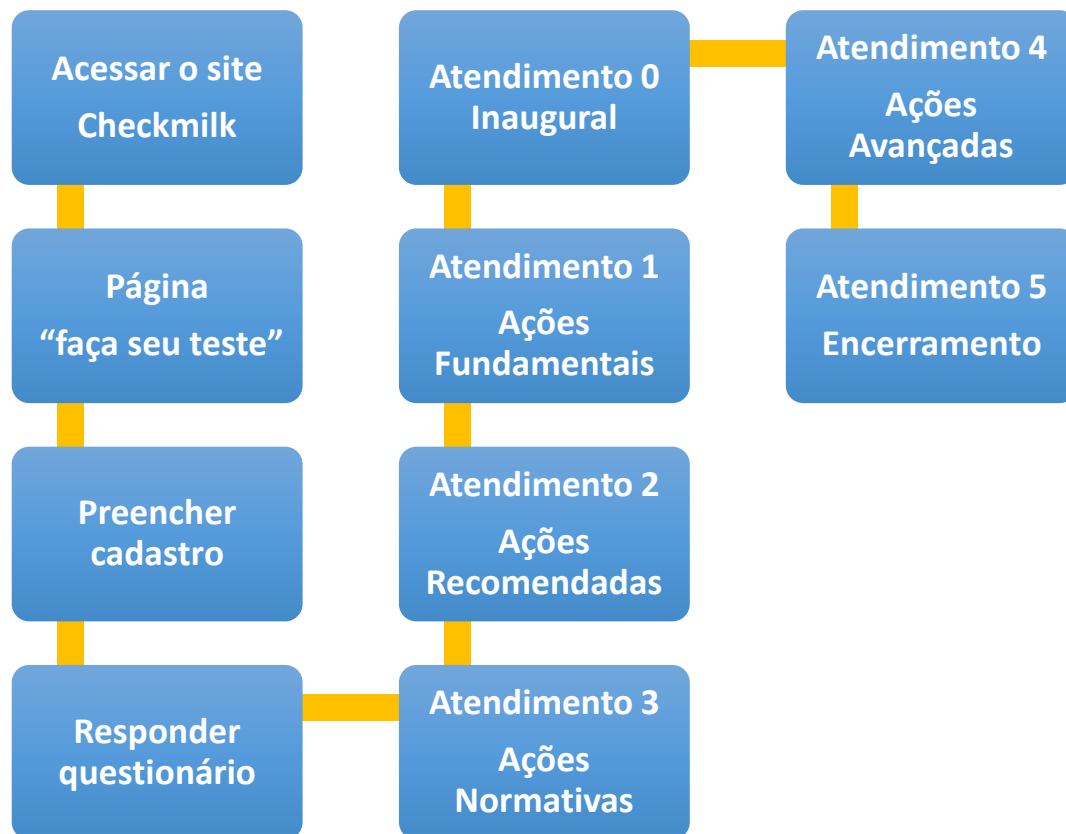 Acessar o site
Checkmilk
Página
“faça seu teste”
Preencher
cadastro
Responder
questionário
Atendimento 0
Inaugural
Atendimento 1
Ações
Fundamentais
Atendimento 2
Ações
Recomendadas
Atendimento 3
Ações
Normativas
Atendimento 4
Ações
Avançadas
Atendimento 5
Encerramento